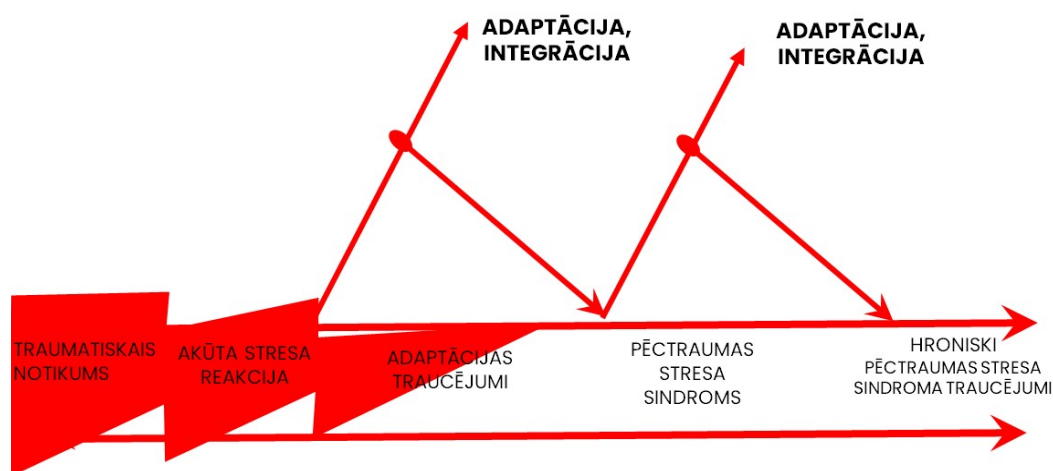 ADAPTĀCIJA,
INTEGRĀCIJA
ADAPTĀCIJA,
INTEGRĀCIJA
TRAUMATISKAIS
NOTIKUMS
AKŪTA STRESA
REAKCIJA
ADAPTĀCIJAS
TRAUCĒJUMI
PĒCTRAUMAS
STRESA
SINDROMS
HRONISKI
PĒCTRAUMAS STRESA
SINDROMA TRAUCĒJUMI